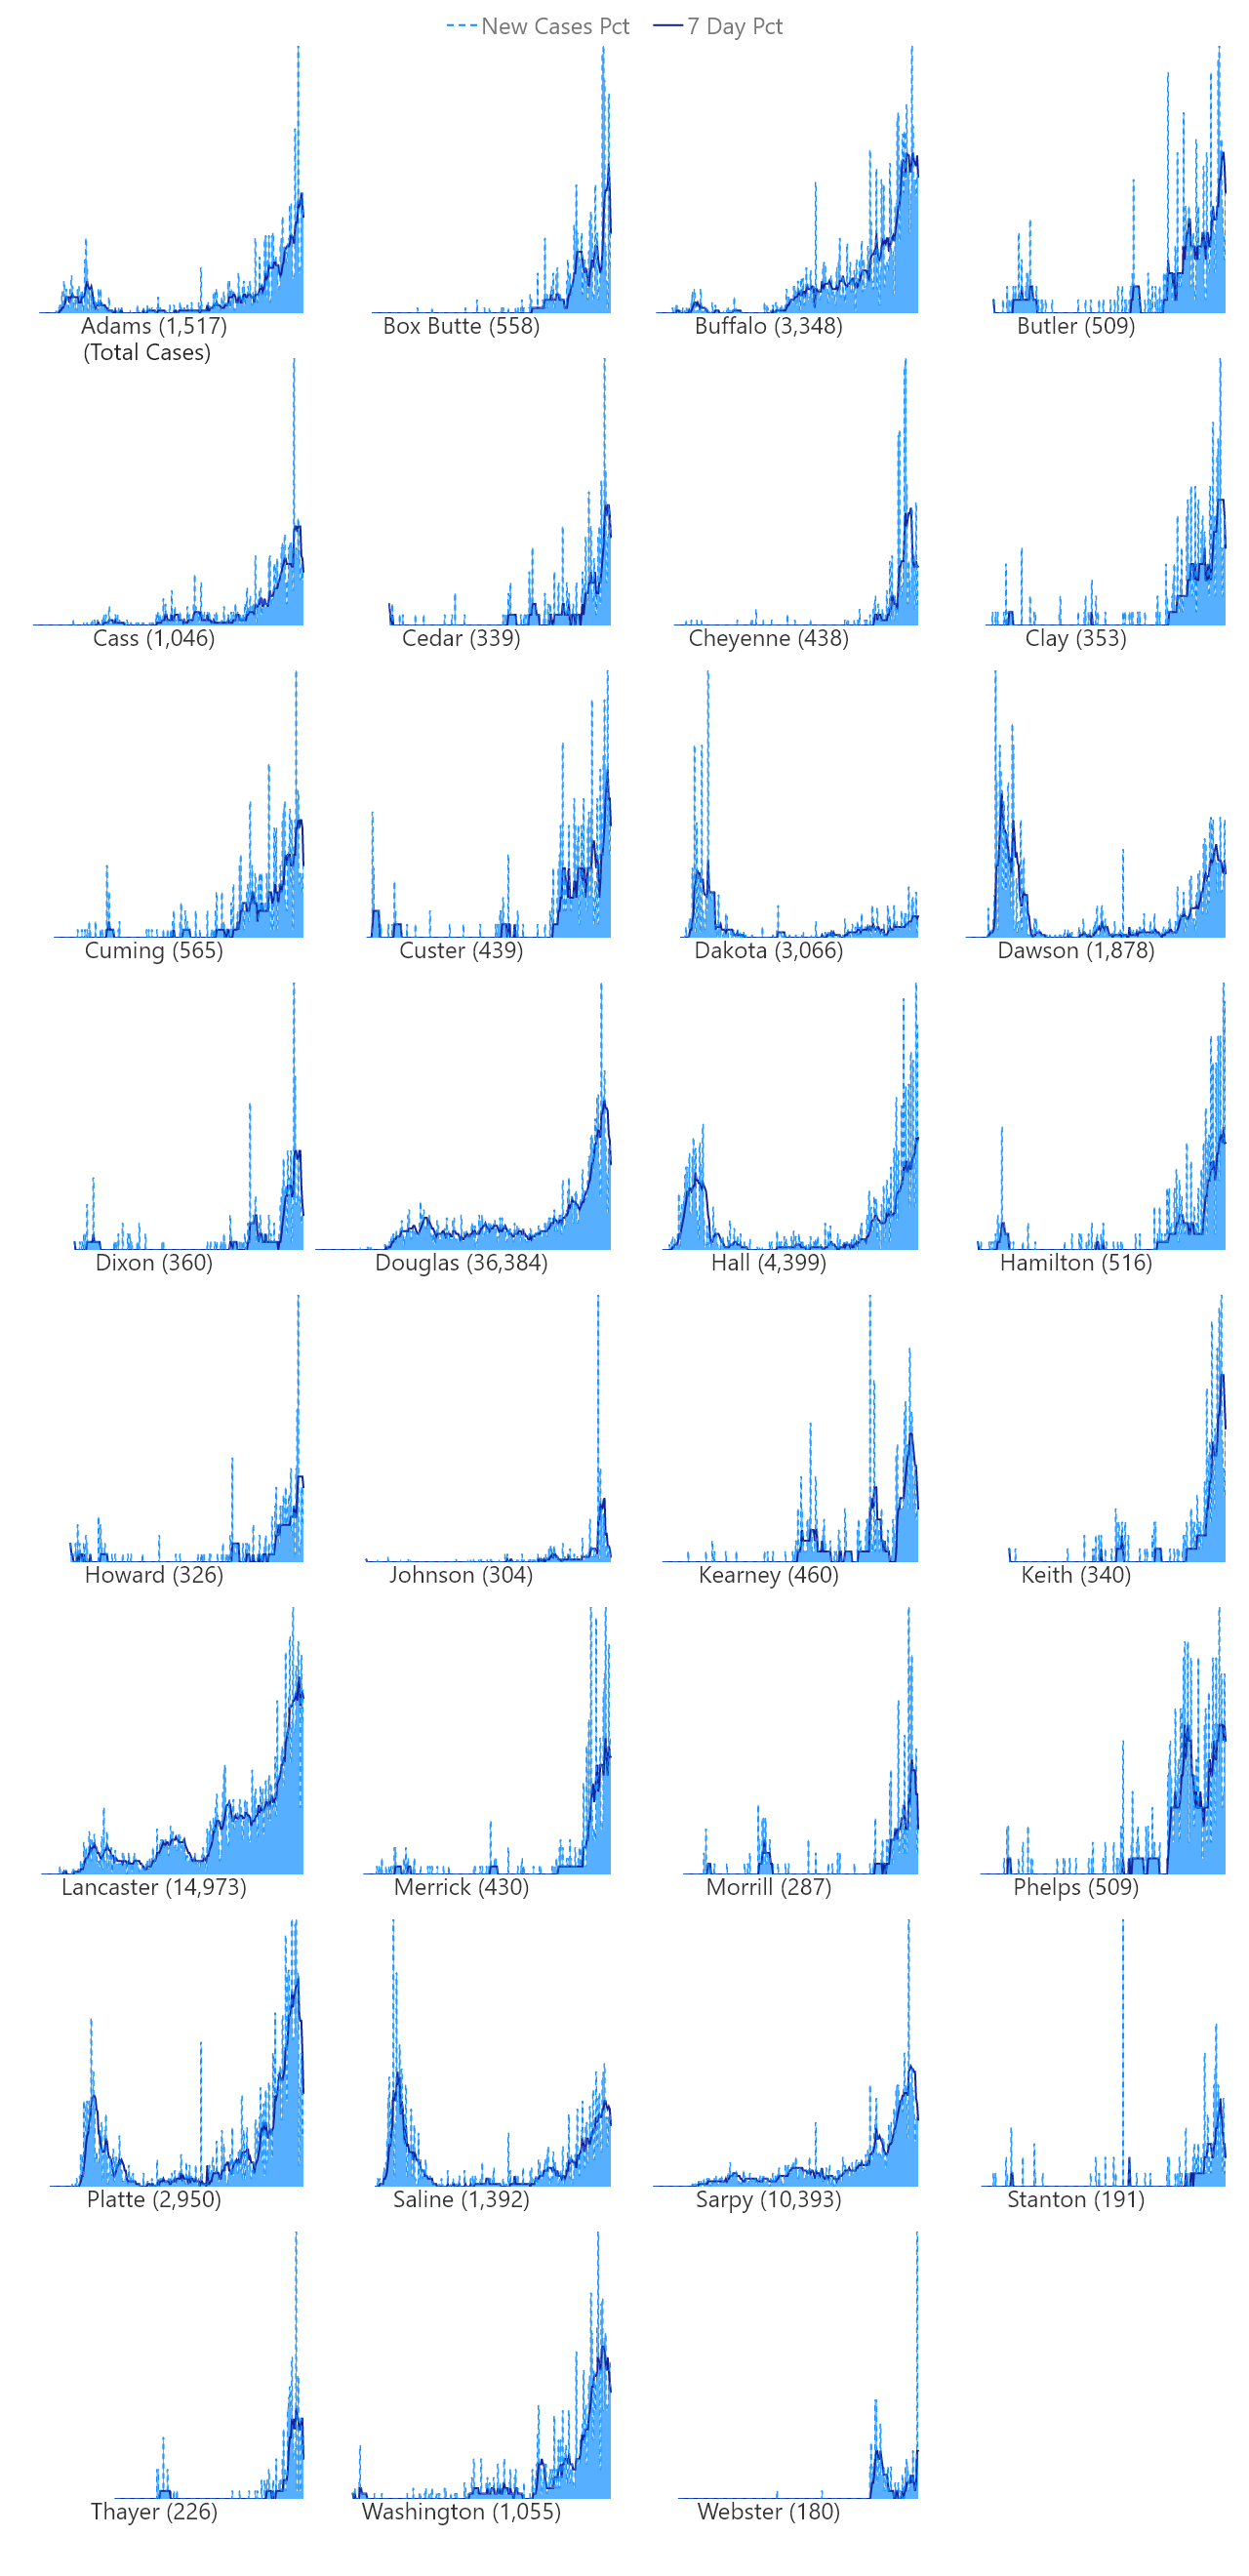 New Cases Pct 7 Day Pct
Adams (1,517) Box Butte (558) Buffalo (3,348) Butler (509)
(Total Cases)
Cass (1,046) Cedar (339) Cheyenne (438) Clay (353)
Cuming (565) Custer (439) Dakota (3,066) Dawson (1,878)
Dixon (360) Douglas (36,384) Hall (4,399) Hamilton (516)
Howard (326) Johnson (304) Kearney (460) Keith (340)
Lancaster (14,973) Merrick (430) Morrill (287) Phelps (509)
Platte (2,950) Saline (1,392) Sarpy (10,393) Stanton (191)
Thayer (226) Washington (1,055) Webster (180)